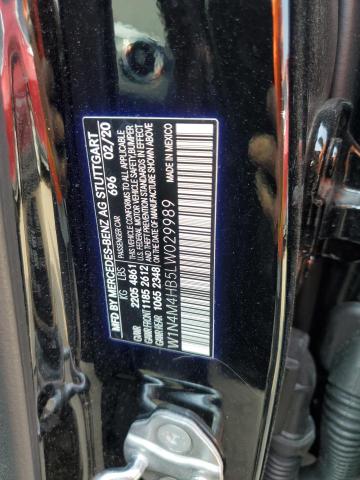 MFD BY MERCEDES-BENZ AG STUTTGART
696 02/20
KG LBS PASSENGER CAR
GVWR 2205 4861 THIS VEHICLE CONFORMS TO ALL APPLICABLE
U.S. FEDERAL MOTOR VEHICLE SAFETY,BUMPER
GAWR FRONT 1185 2612 AND THEFT PREVENTION STANDARDS IN EFFECT
GAWR REAR 1065 2348 ON THE DATE OF MANUFACTURE SHOWN ABOVE
MADE IN MEXICO
W1N4M4HB5LW029989